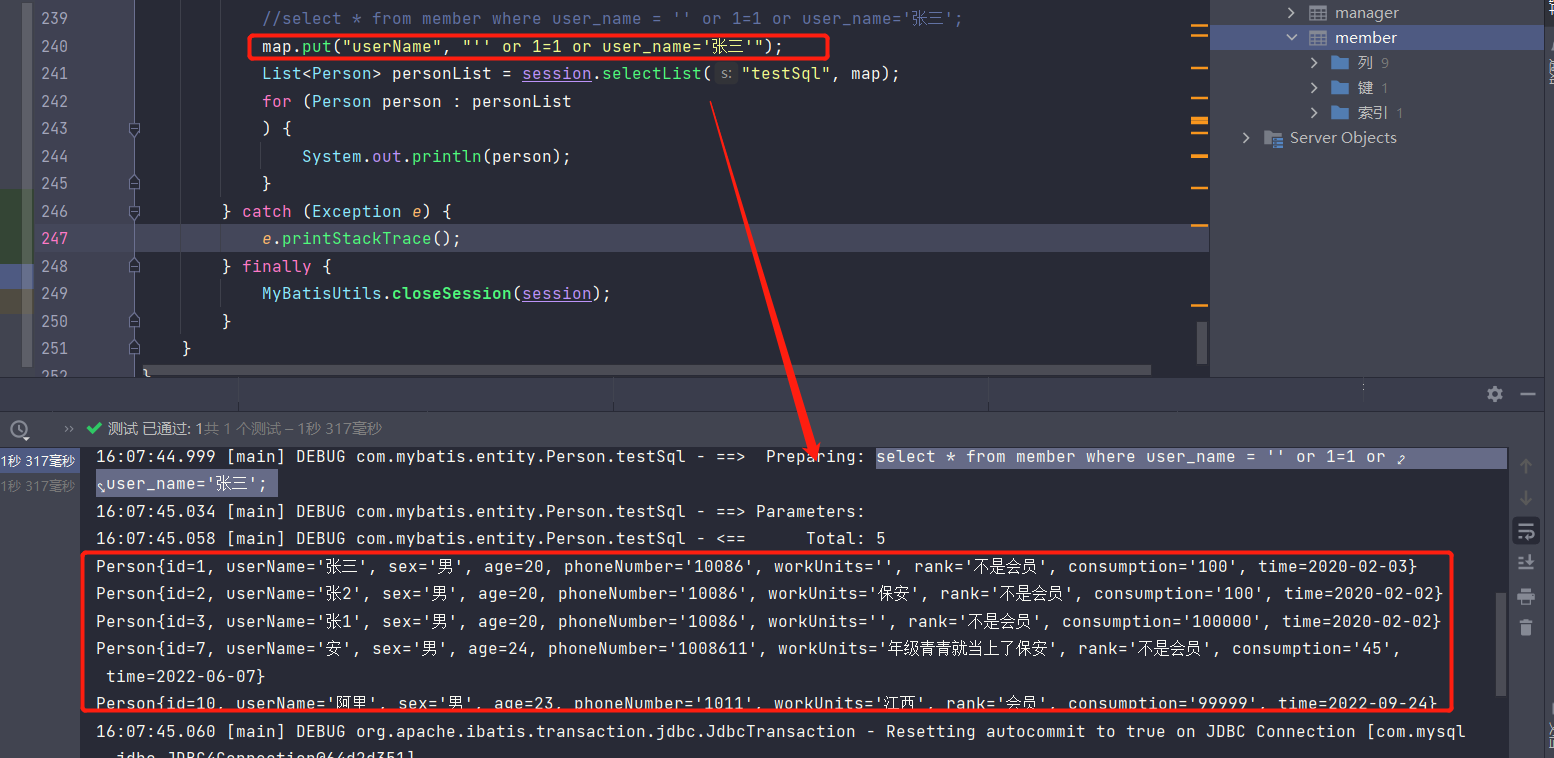 239 //select * from member where user_name = '' or 1=1 or user_name='张三';
240 map.put("userName", "'' or 1=1 or user_name='张三'");
241 List<Person> personList = session.selectList( s: "testSql", map);
242 for (Person person : personList
243 ) {
244 System.out.println(person);
245 }
246 } catch (Exception e) {
247 e.printStackTrace();
248 } finally {
249 MyBatisUtils.closeSession(session);
250 }
251 }
252 }
manager
member
列 9
键 1
索引 1
Server Objects
测试 已通过: 1共 1 个测试 – 1秒 317毫秒
1秒 317毫秒
1秒 317毫秒
16:07:44.999 [main] DEBUG com.mybatis.entity.Person.testSql - ==>  Preparing: select * from member where user_name = '' or 1=1 or
user_name='张三';
16:07:45.034 [main] DEBUG com.mybatis.entity.Person.testSql - ==> Parameters:
16:07:45.058 [main] DEBUG com.mybatis.entity.Person.testSql - <==      Total: 5
Person{id=1, userName='张三', sex='男', age=20, phoneNumber='10086', workUnits='', rank='不是会员', consumption='100', time=2020-02-03}
Person{id=2, userName='张2', sex='男', age=20, phoneNumber='10086', workUnits='保安', rank='不是会员', consumption='100', time=2020-02-02}
Person{id=3, userName='张1', sex='男', age=20, phoneNumber='10086', workUnits='', rank='不是会员', consumption='100000', time=2020-02-02}
Person{id=7, userName='安', sex='男', age=24, phoneNumber='1008611', workUnits='年级青青就当上了保安', rank='不是会员', consumption='45',
time=2022-06-07}
Person{id=10, userName='阿里', sex='男', age=23, phoneNumber='1011', workUnits='江西', rank='会员', consumption='99999', time=2022-09-24}
16:07:45.060 [main] DEBUG org.apache.ibatis.transaction.jdbc.JdbcTransaction - Resetting autocommit to true on JDBC Connection [com.mysql
.jdbc.JDBC4Connection@64d2d351]